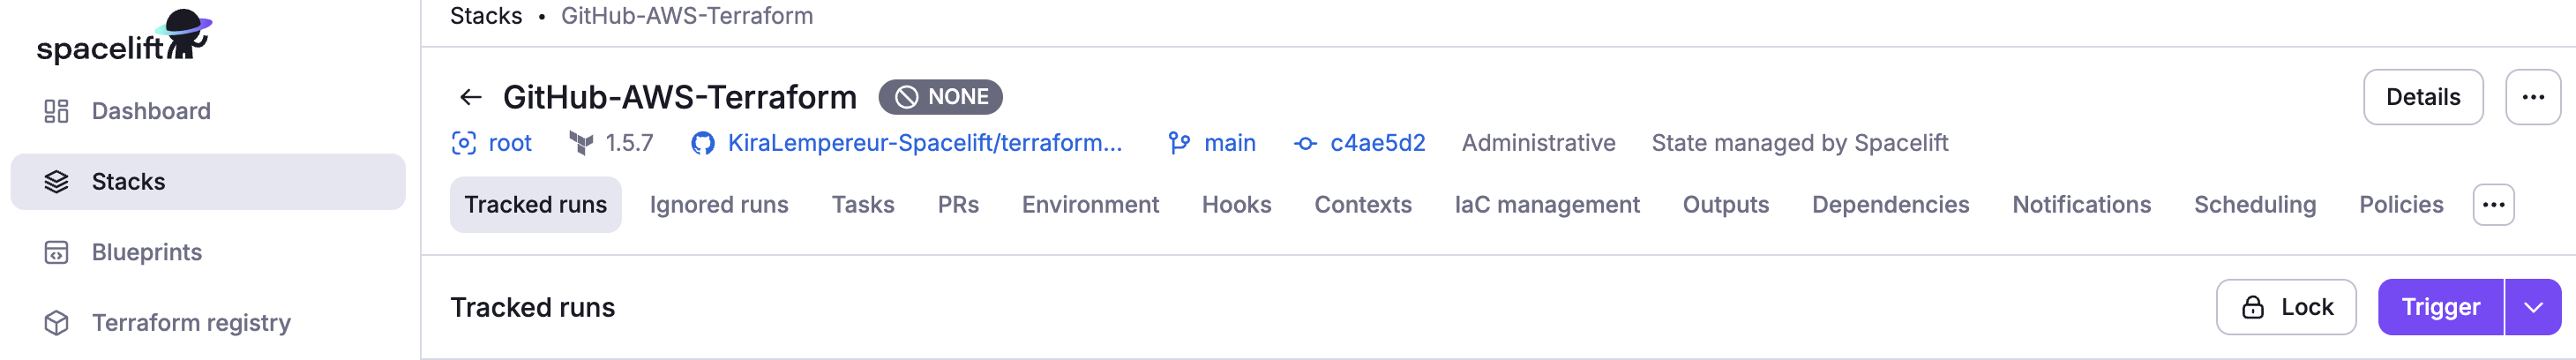 spacelift
Dashboard
Stacks
Blueprints
Terraform registry
Stacks • GitHub-AWS-Terraform
GitHub-AWS-Terraform NONE
Details
root 1.5.7 KiraLempereur-Spacelift/terraform... main c4ae5d2 Administrative State managed by Spacelift
Tracked runs Ignored runs Tasks PRs Environment Hooks Contexts IaC management Outputs Dependencies Notifications Scheduling Policies
Tracked runs
Lock Trigger